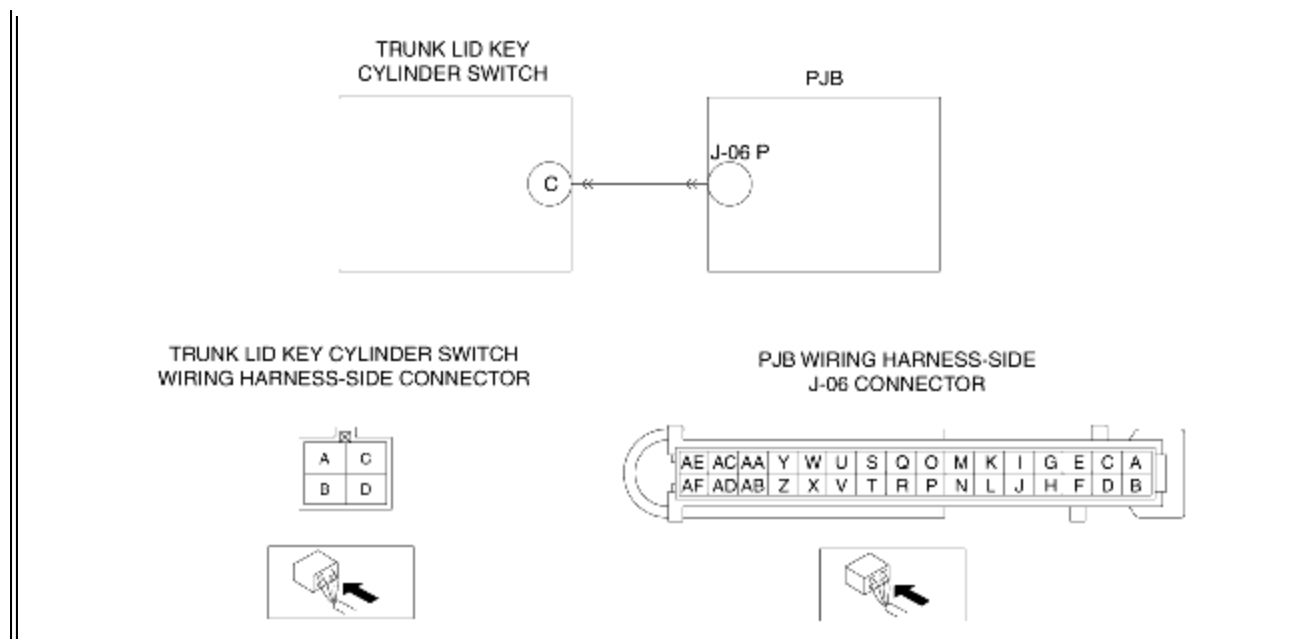 TRUNK LID KEY
CYLINDER SWITCH
PJB
J-06 P
C
TRUNK LID KEY CYLINDER SWITCH
WIRING HARNESS-SIDE CONNECTOR
PJB WIRING HARNESS-SIDE
J-06 CONNECTOR
A C
B D
AE AC AA Y W U S Q O M K I G E C A
AF AD AB Z X V T R P N L J H F D B